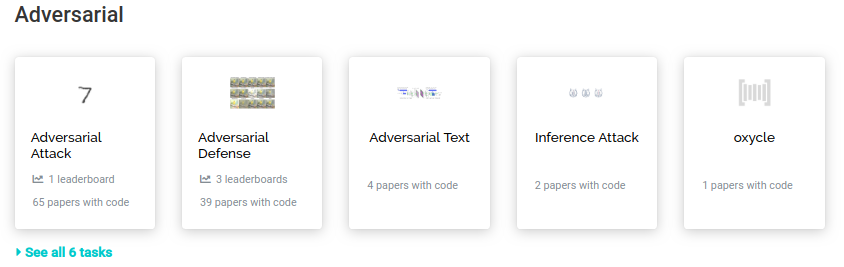 Adversarial
7
Adversarial
Attack
1 leaderboard
65 papers with code
Adversarial
Defense
3 leaderboards
39 papers with code
Adversarial Text
4 papers with code
Inference Attack
2 papers with code
oxycle
1 papers with code
See all 6 tasks